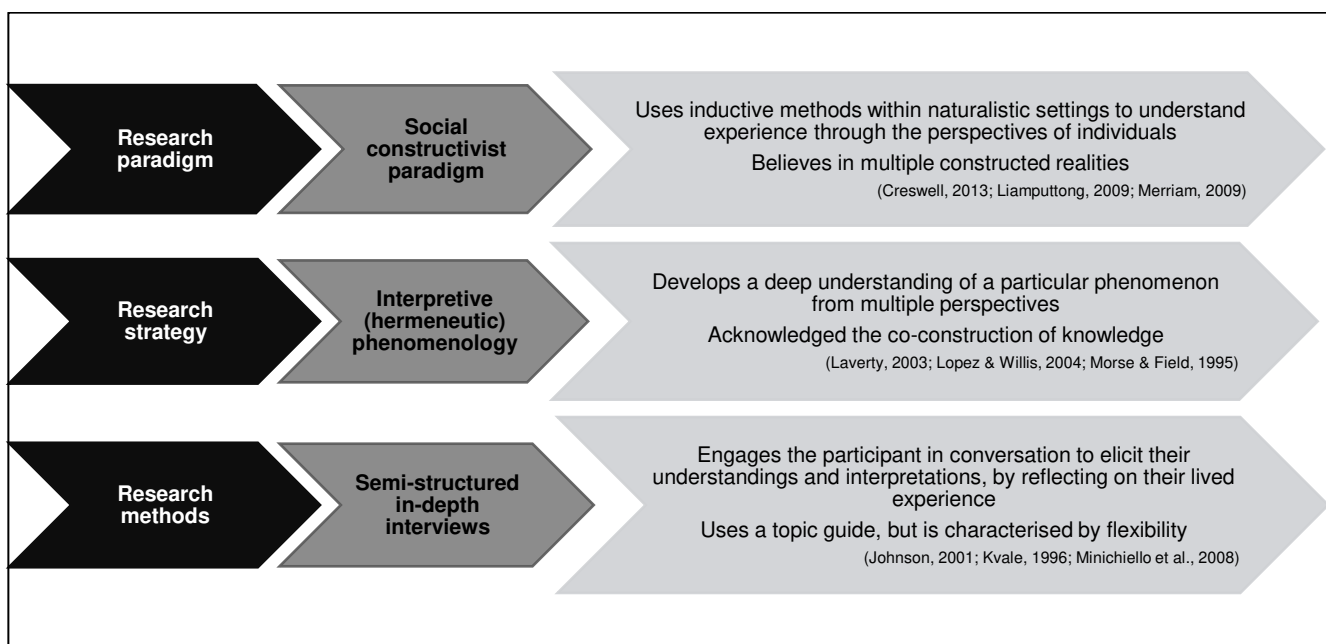 Research
paradigm
Social
constructivist
paradigm
Uses inductive methods within naturalistic settings to understand
experience through the perspectives of individuals
Believes in multiple constructed realities
(Creswell, 2013; Liamputtong, 2009; Merriam, 2009)
Research
strategy
Interpretive
(hermeneutic)
phenomenology
Develops a deep understanding of a particular phenomenon
from multiple perspectives
Acknowledged the co-construction of knowledge
(Laverty, 2003; Lopez & Willis, 2004; Morse & Field, 1995)
Research
methods
Semi-structured
in-depth
interviews
Engages the participant in conversation to elicit their
understandings and interpretations, by reflecting on their lived
experience
Uses a topic guide, but is characterised by flexibility
(Johnson, 2001; Kvale, 1996; Minichiello et al., 2008)